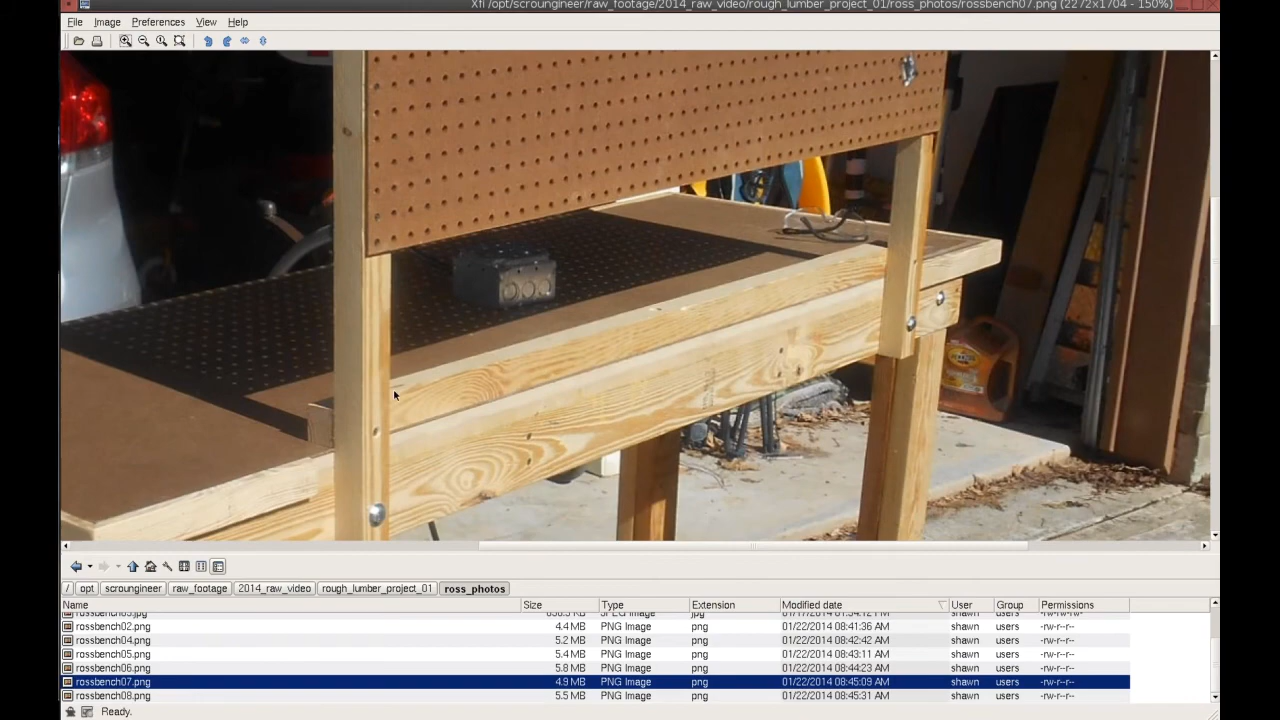 Xfi /opt/scroungineer/raw_footage/2014_raw_video/rough_lumber_project_01/ross_photos/rossbench07.png (2272x1704 - 150%)
File Image Preferences View Help
PENNZOIL
/ opt scroungineer raw_footage 2014_raw_video rough_lumber_project_01 ross_photos
Name Size Type Extension Modified date User Group Permissions
rossbench02.png 4.4 MB PNG Image png 01/22/2014 08:41:36 AM shawn users -rw-r--r--
rossbench04.png 5.2 MB PNG Image png 01/22/2014 08:42:42 AM shawn users -rw-r--r--
rossbench05.png 5.4 MB PNG Image png 01/22/2014 08:43:11 AM shawn users -rw-r--r--
rossbench06.png 5.8 MB PNG Image png 01/22/2014 08:44:23 AM shawn users -rw-r--r--
rossbench07.png 4.9 MB PNG Image png 01/22/2014 08:45:09 AM shawn users -rw-r--r--
rossbench08.png 5.5 MB PNG Image png 01/22/2014 08:45:31 AM shawn users -rw-r--r--
Ready.